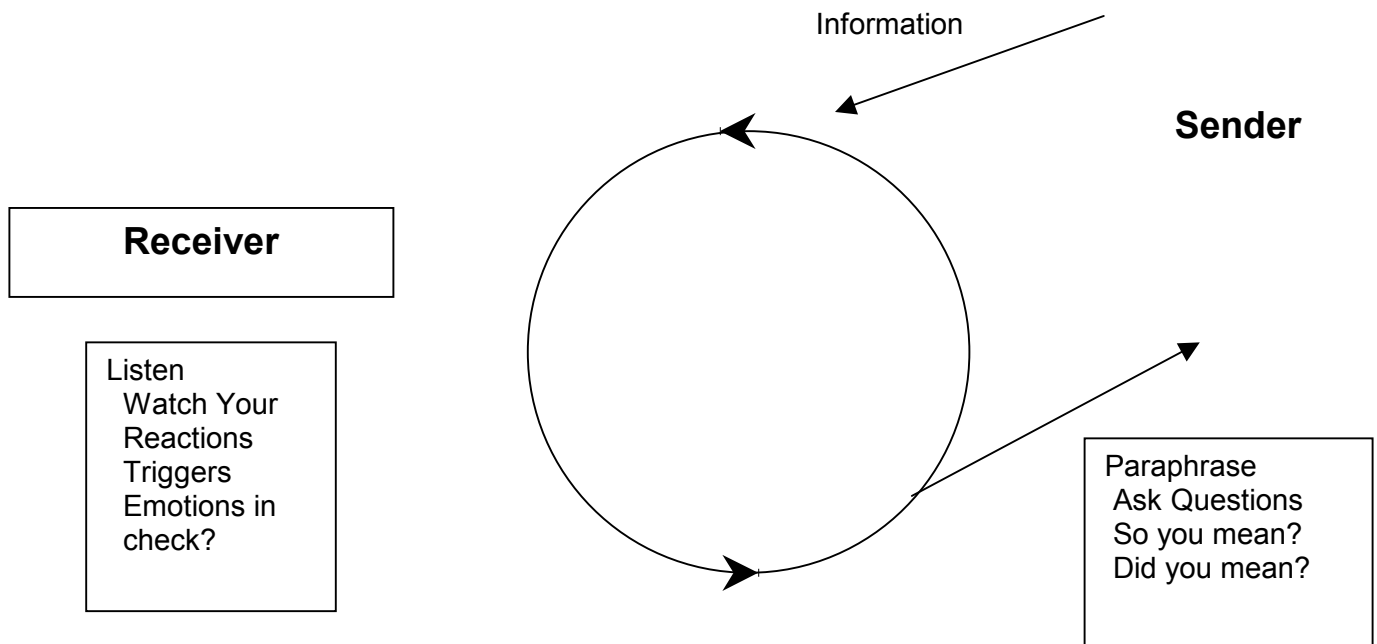 Information
Sender
Receiver
Listen
Watch Your
Reactions
Triggers
Emotions in
check?
Paraphrase
Ask Questions
So you mean?
Did you mean?